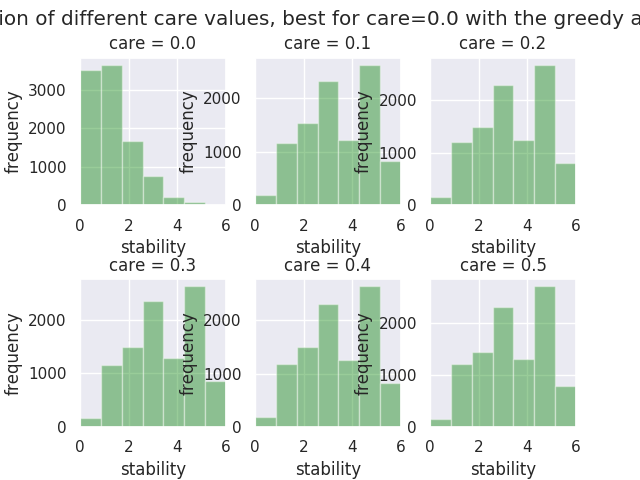 ion of different care values, best for care=0.0 with the greedy a
care = 0.0 care = 0.1 care = 0.2
frequency frequency frequency
3000 2000 1000 0
2000 1000 0
2000 1000 0
0 2 4 6 0 2 4 6 0 2 4 6
stability stability stability
care = 0.3 care = 0.4 care = 0.5
frequency frequency frequency
2000 1000 0
2000 1000 0
2000 1000 0
0 2 4 6 0 2 4 6 0 2 4 6
stability stability stability